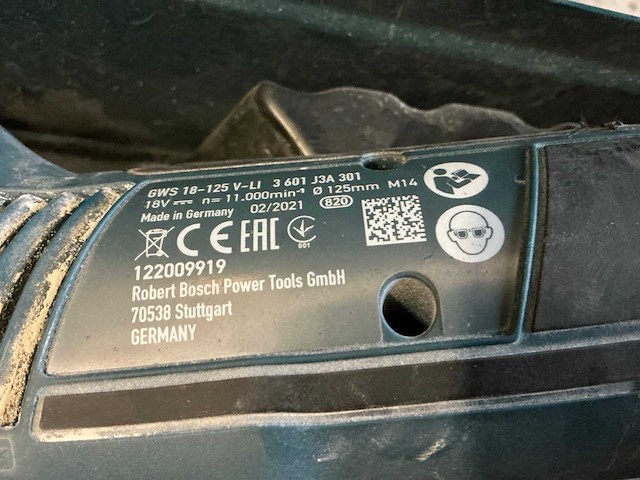 GWS 18-125 V-LI 3 601 J3A 301
18V n=11.000min⁻¹ Ø 125mm M14
Made in Germany 02/2021 820
CE EAC
001
122009919
Robert Bosch Power Tools GmbH
70538 Stuttgart
GERMANY